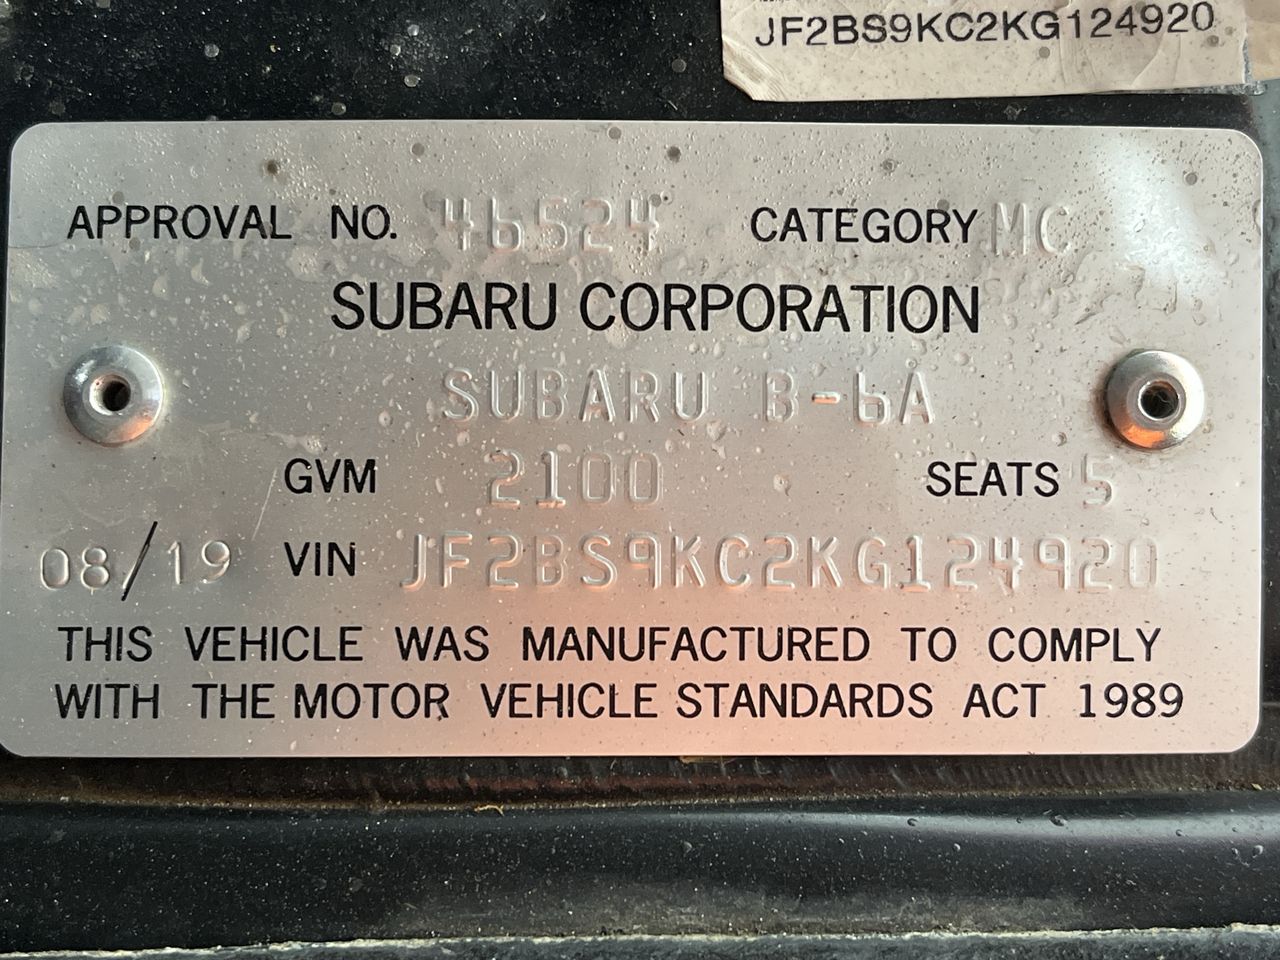 JF2BS9KC2KG124920
APPROVAL NO. 46524 CATEGORY MC
SUBARU CORPORATION
SUBARU B-6A
GVM 2100 SEATS 5
08/19 VIN JF2BS9KC2KG124920
THIS VEHICLE WAS MANUFACTURED TO COMPLY
WITH THE MOTOR VEHICLE STANDARDS ACT 1989